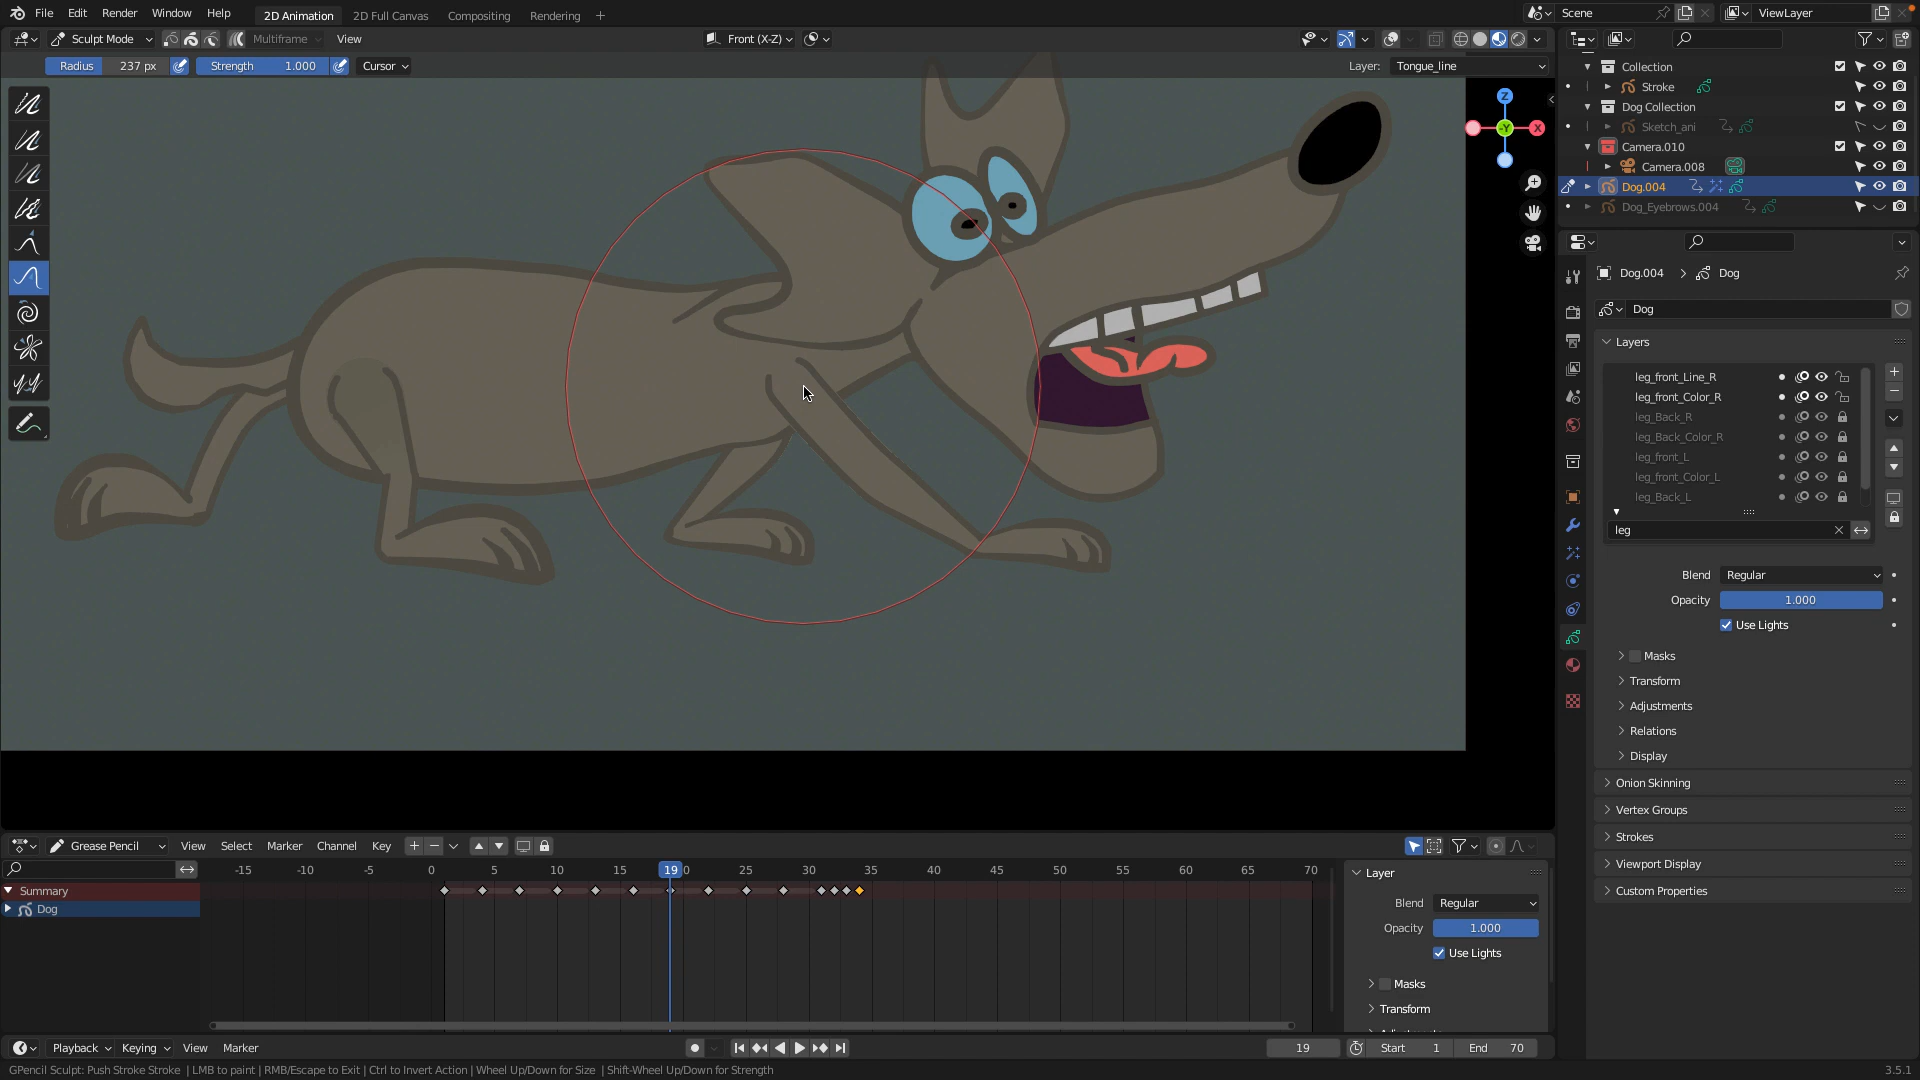 File Edit Render Window Help 2D Animation 2D Full Canvas Compositing Rendering + Scene ViewLayer
Sculpt Mode Multiframe View Front (X-Z)
Radius 237 px Strength 1.000 Cursor Layer: Tongue_line
Z
-Y X
Collection
Stroke
Dog Collection
Sketch_ani
Camera.010
Camera.008
Dog.004
Dog_Eyebrows.004
Dog.004 > Dog
Dog
Layers
leg_front_Line_R
leg_front_Color_R
leg_Back_R
leg_Back_Color_R
leg_front_L
leg_front_Color_L
leg_Back_L
leg
Blend Regular
Opacity 1.000
Use Lights
Masks
Transform
Adjustments
Relations
Display
Onion Skinning
Vertex Groups
Strokes
Viewport Display
Custom Properties
Grease Pencil View Select Marker Channel Key
-15 -10 -5 0 5 10 15 19 0 25 30 35 40 45 50 55 60 65 70
Summary
Dog
Layer
Blend Regular
Opacity 1.000
Use Lights
Masks
Transform
Playback Keying View Marker 19 Start 1 End 70
GPencil Sculpt: Push Stroke Stroke | LMB to paint | RMB/Escape to Exit | Ctrl to Invert Action | Wheel Up/Down for Size | Shift-Wheel Up/Down for Strength 3.5.1